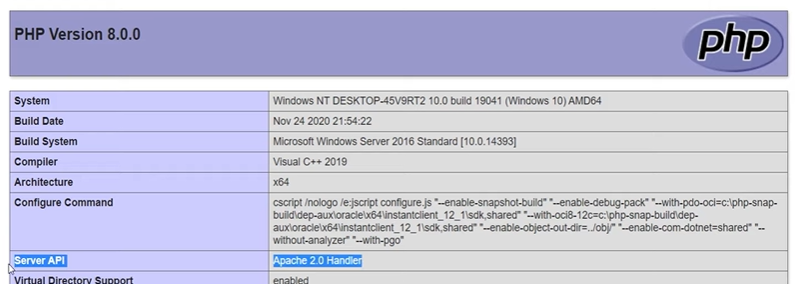 PHP Version 8.0.0
php
System Windows NT DESKTOP-45V9RT2 10.0 build 19041 (Windows 10) AMD64
Build Date Nov 24 2020 21:54:22
Build System Microsoft Windows Server 2016 Standard [10.0.14393]
Compiler Visual C++ 2019
Architecture x64
Configure Command cscript /nologo /e:jscript configure.js "--enable-snapshot-build" "--enable-debug-pack" "--with-pdo-oci=c:\php-snap-
build\dep-aux\oracle\x64\instantclient_12_1\sdk,shared" "--with-oci8-12c=c:\php-snap-build\dep-
aux\oracle\x64\instantclient_12_1\sdk,shared" "--enable-object-out-dir=../obj/" "--enable-com-dotnet=shared" "--
without-analyzer" "--with-pgo"
Server API Apache 2.0 Handler
Virtual Directory Support enabled